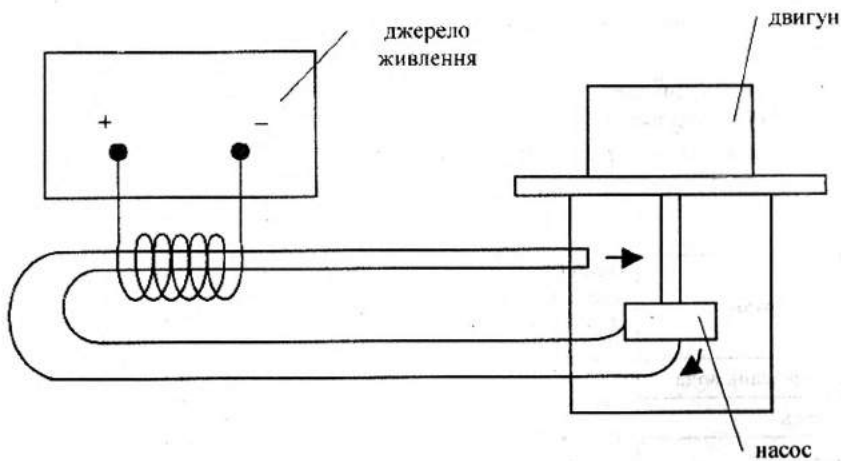 джерело
живлення
двигун
+ −
насос